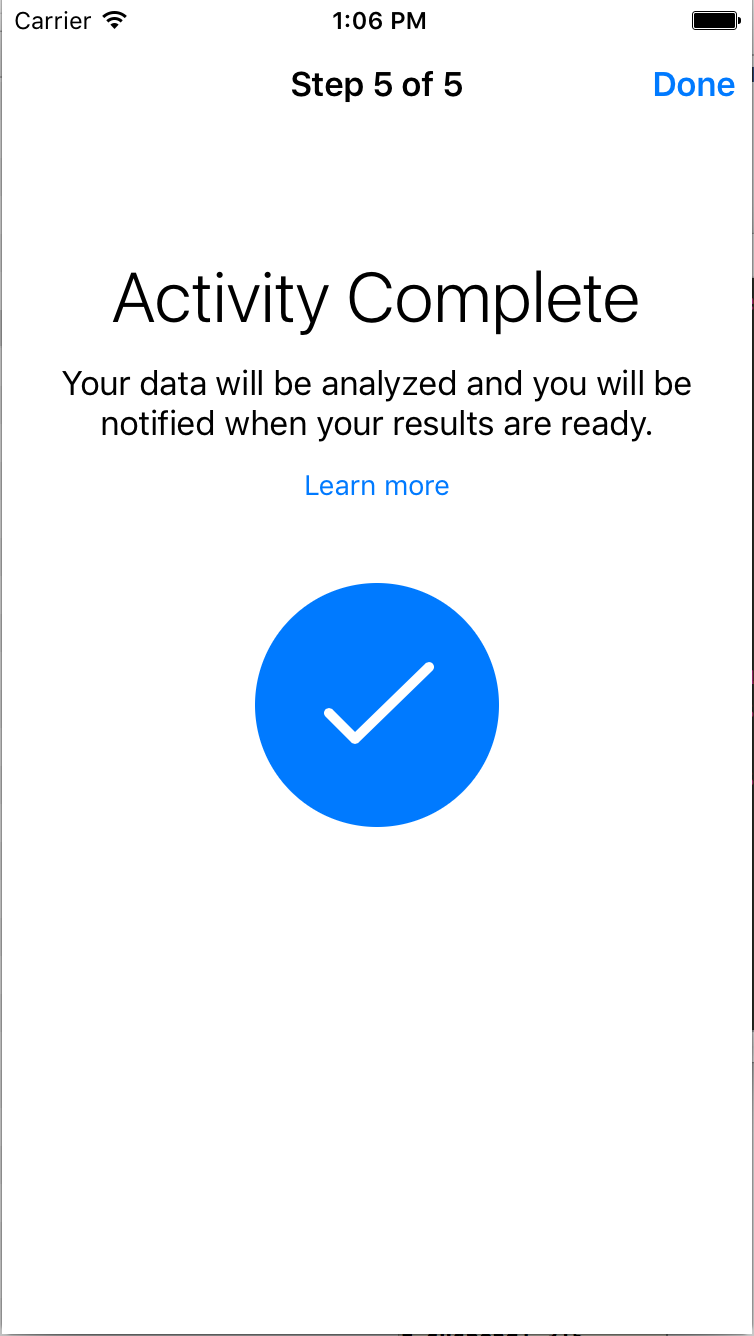 Carrier 1:06 PM
Step 5 of 5 Done
Activity Complete
Your data will be analyzed and you will be
notified when your results are ready.
Learn more